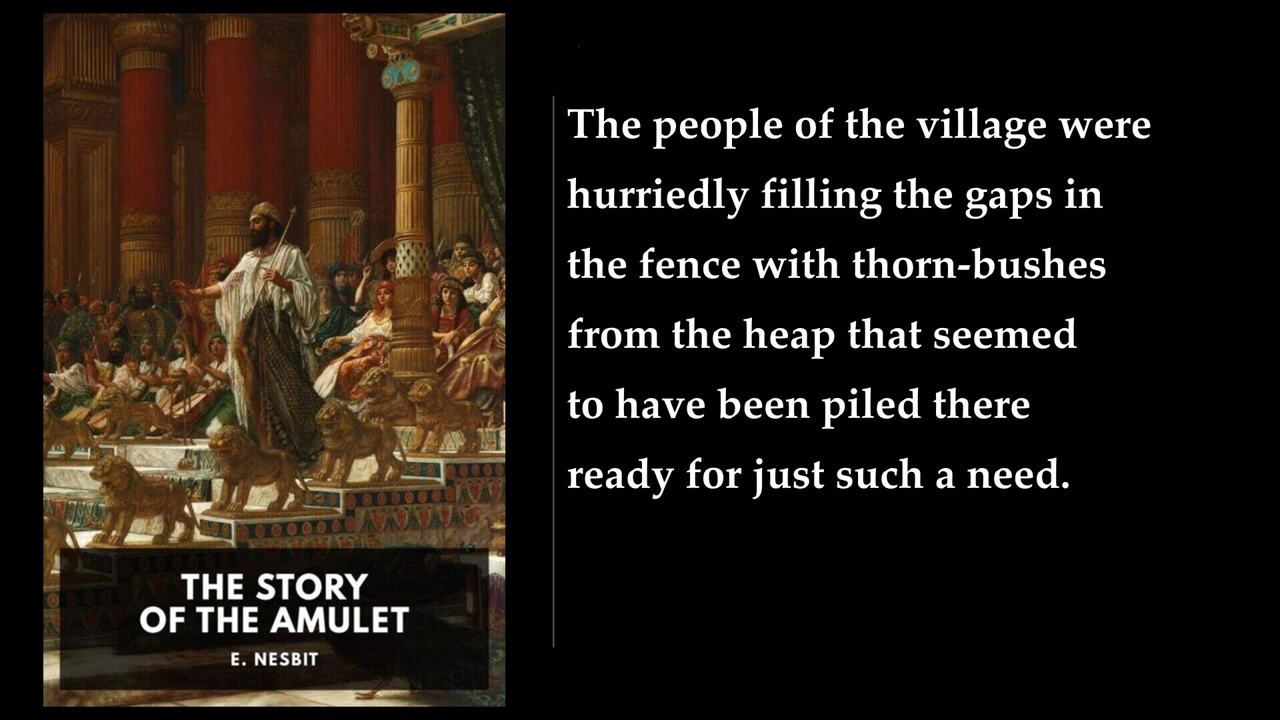 The people of the village were
hurriedly filling the gaps in
the fence with thorn-bushes
from the heap that seemed
to have been piled there
ready for just such a need.
THE STORY
OF THE AMULET
E. NESBIT